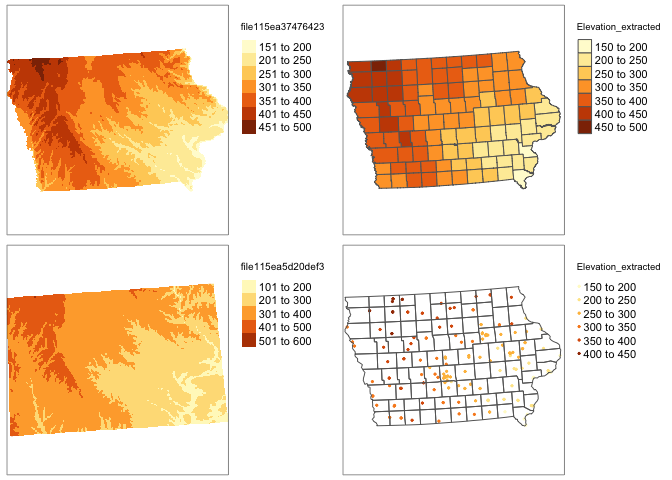 file115ea37476423
151 to 200
201 to 250
251 to 300
301 to 350
351 to 400
401 to 450
451 to 500
Elevation_extracted
150 to 200
200 to 250
250 to 300
300 to 350
350 to 400
400 to 450
450 to 500
file115ea5d20def3
101 to 200
201 to 300
301 to 400
401 to 500
501 to 600
Elevation_extracted
150 to 200
200 to 250
250 to 300
300 to 350
350 to 400
400 to 450